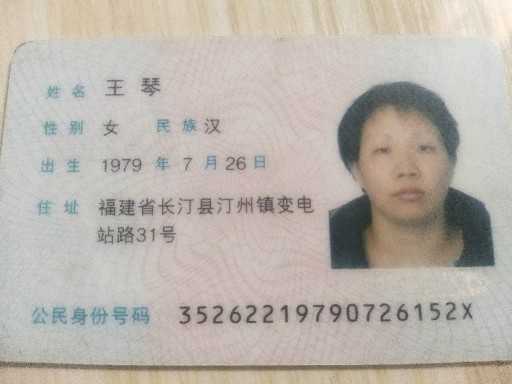 姓名 王琴
性别 女 民族 汉
出生 1979 年 7 月 26 日
住址 福建省长汀县汀州镇变电
站路31号
公民身份号码 35262219790726152X